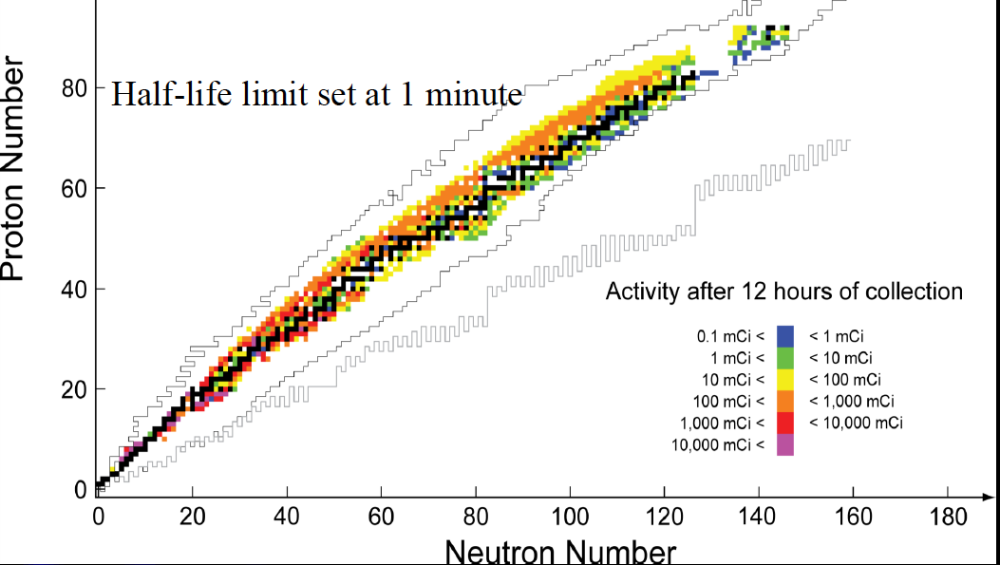 Half-life limit set at 1 minute
Proton Number
80
60
40
20
0
Activity after 12 hours of collection
0.1 mCi < < 1 mCi
1 mCi < < 10 mCi
10 mCi < < 100 mCi
100 mCi < < 1,000 mCi
1,000 mCi < < 10,000 mCi
10,000 mCi <
0 20 40 60 80 100 120 140 160 180
Neutron Number